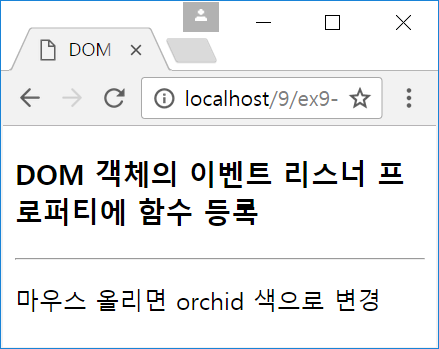 DOM
localhost/9/ex9-
DOM 객체의 이벤트 리스너 프
로퍼티에 함수 등록
마우스 올리면 orchid 색으로 변경